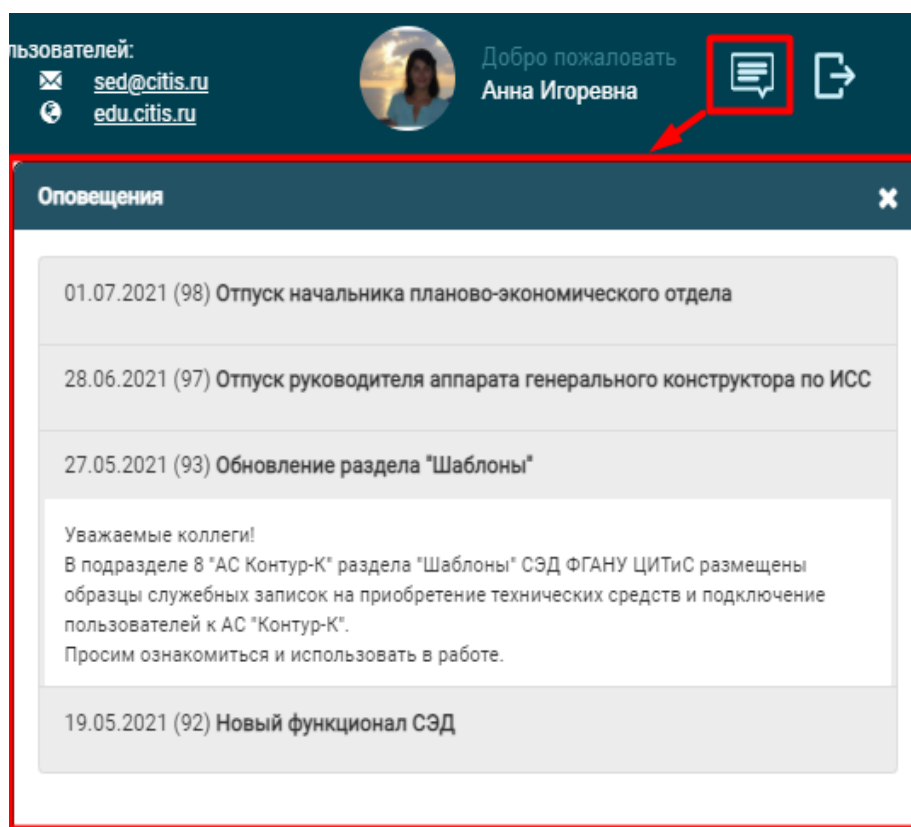 льзователей:
sed@citis.ru
edu.citis.ru
Добро пожаловать
Анна Игоревна
Оповещения
01.07.2021 (98) Отпуск начальника планово-экономического отдела
28.06.2021 (97) Отпуск руководителя аппарата генерального конструктора по ИСС
27.05.2021 (93) Обновление раздела "Шаблоны"
Уважаемые коллеги!
В подразделе 8 "АС Контур-К" раздела "Шаблоны" СЭД ФГАНУ ЦИТиС размещены
образцы служебных записок на приобретение технических средств и подключение
пользователей к АС "Контур-К".
Просим ознакомиться и использовать в работе.
19.05.2021 (92) Новый функционал СЭД